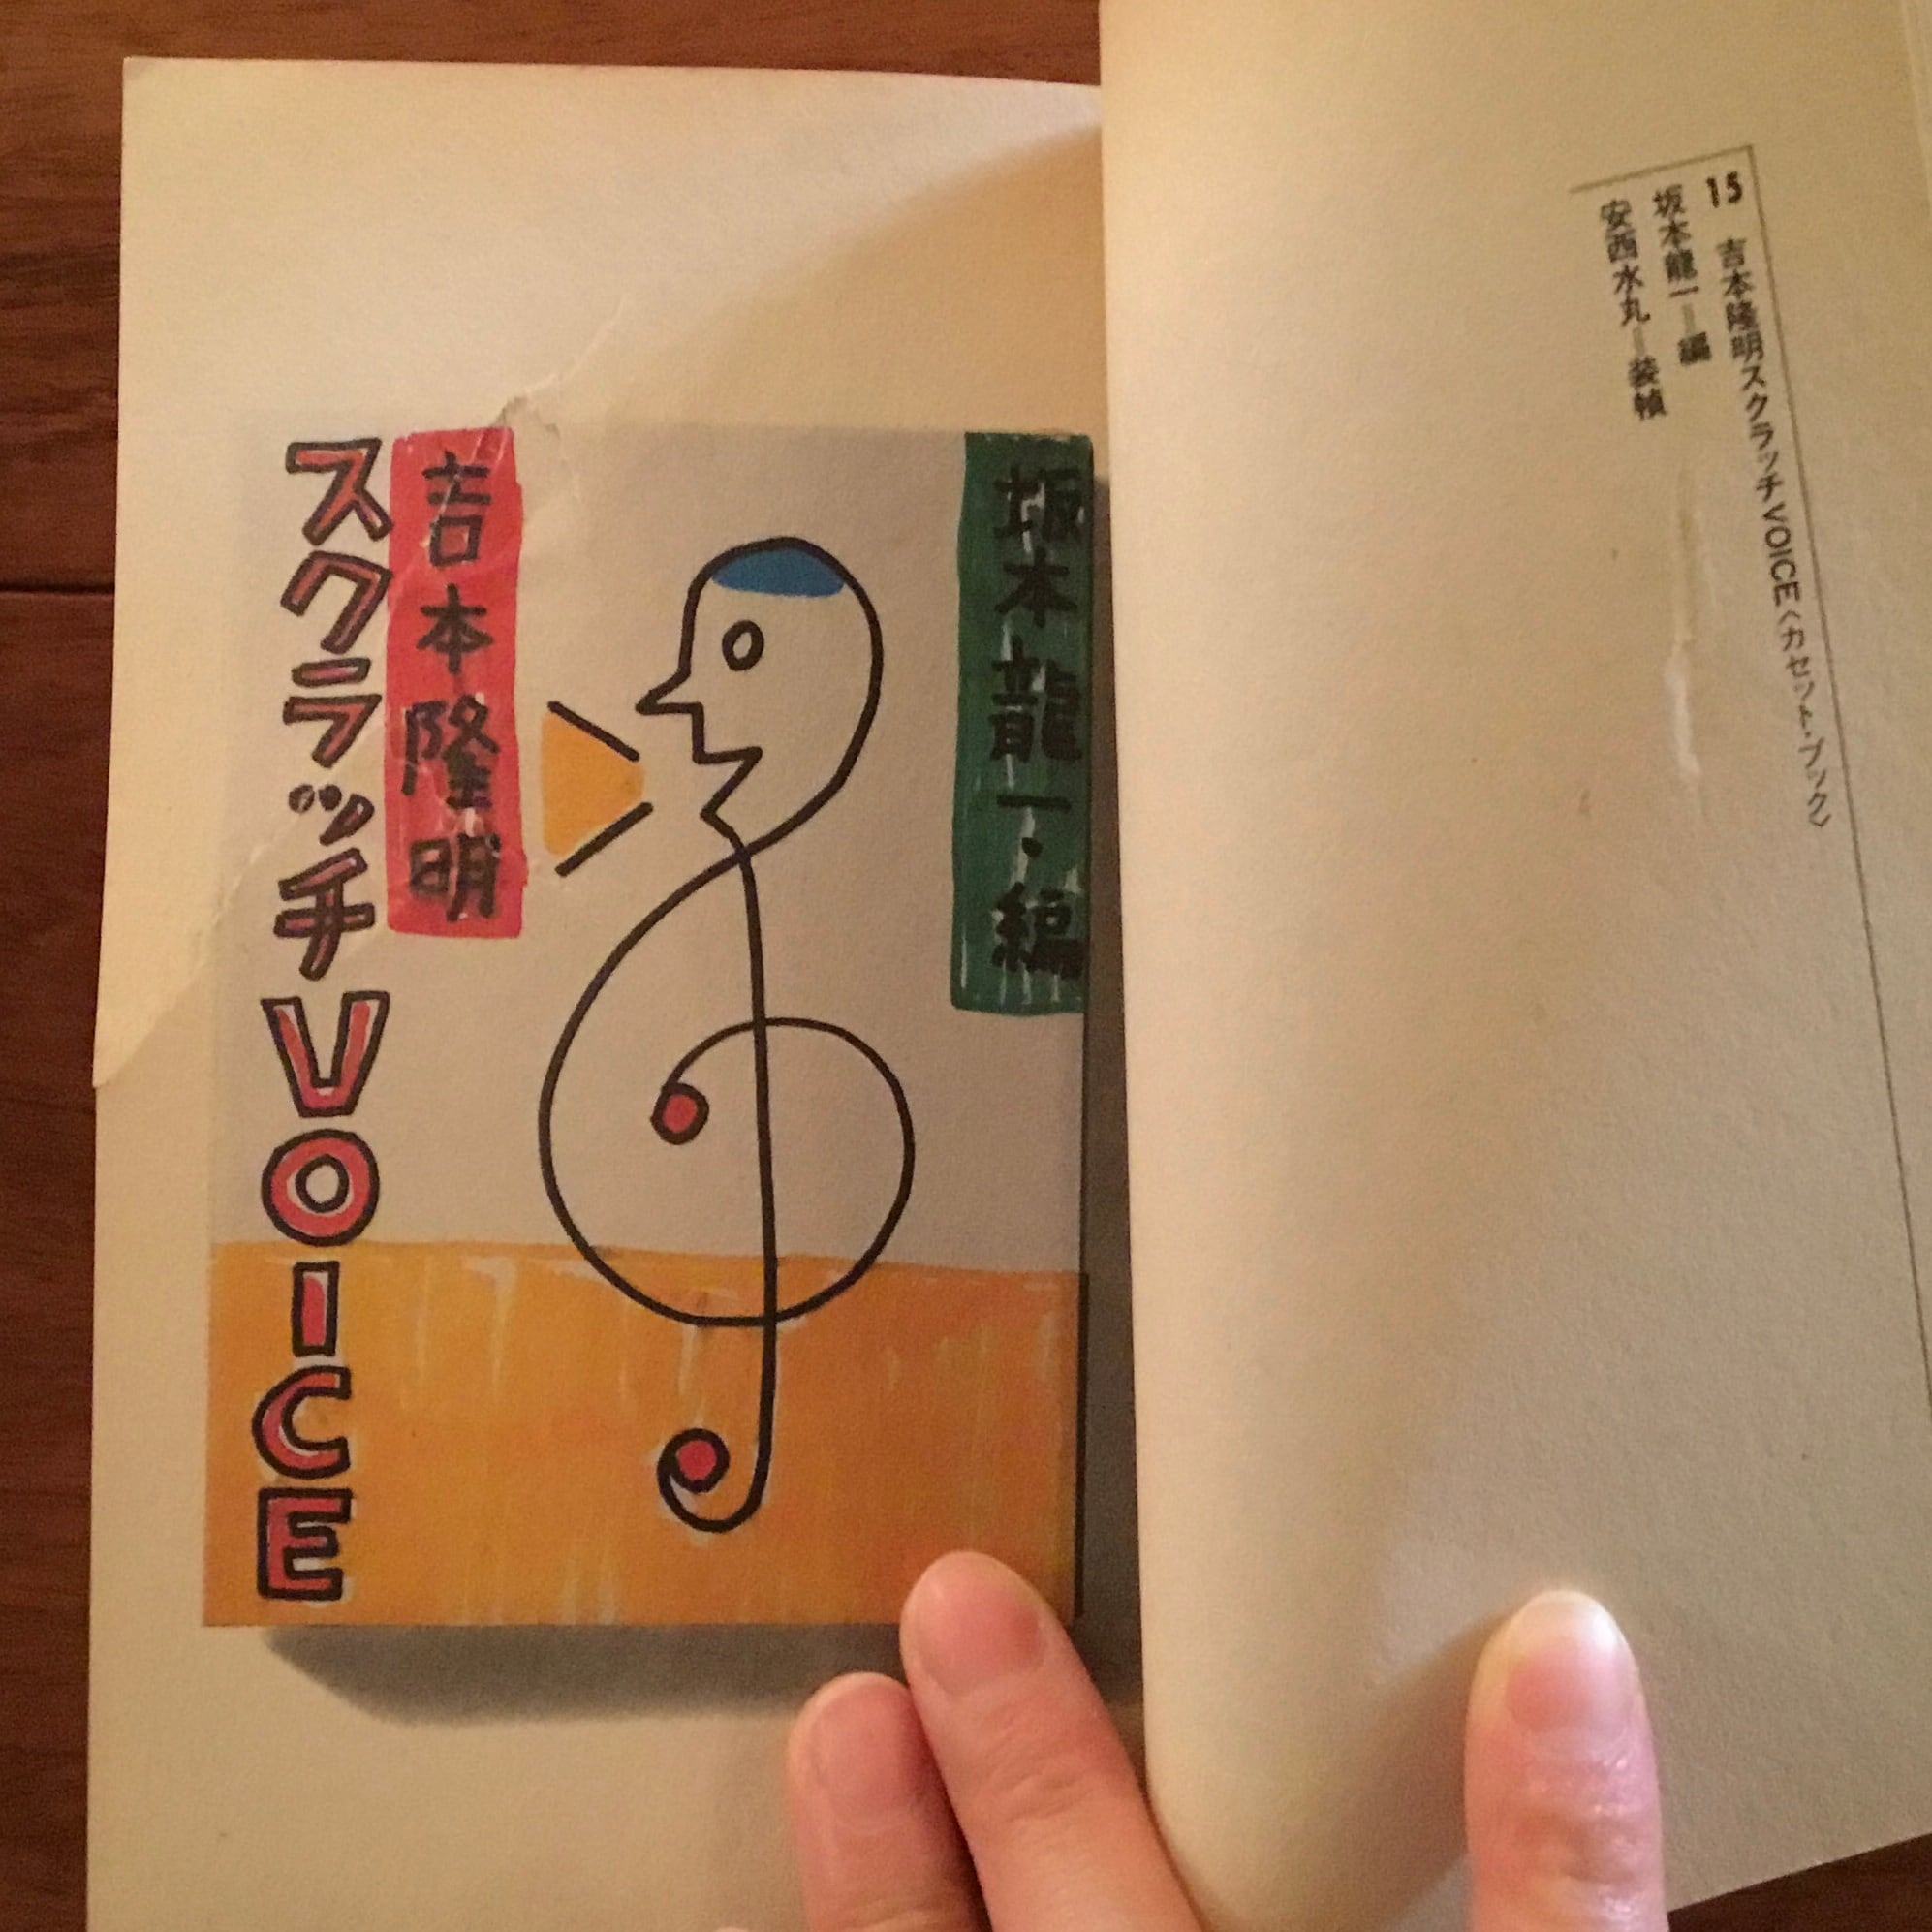 15 吉本隆明スクラッチVOICE〈カセット・ブック〉
坂本龍一=編
安西水丸=装幀
坂本龍一・編
吉本隆明
スクラッチVOICE